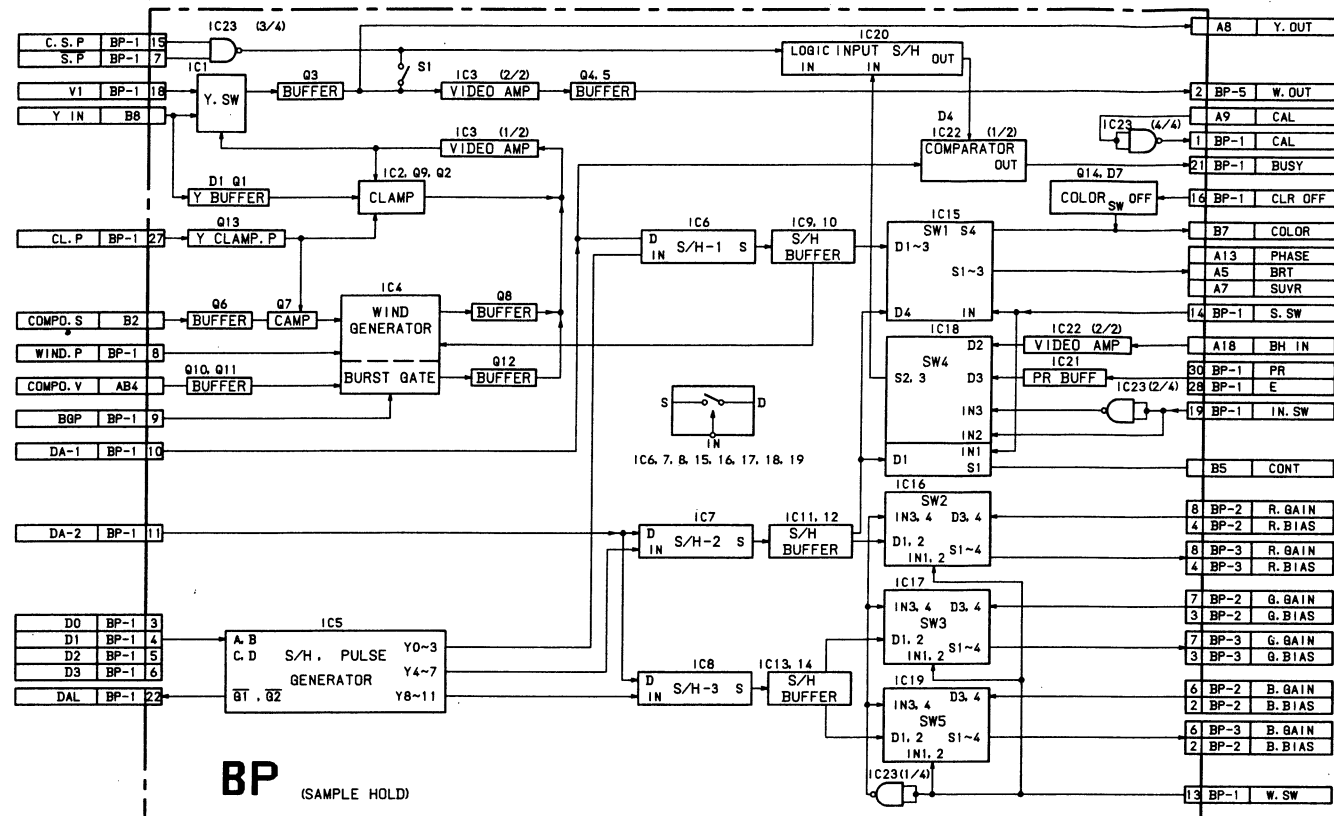 C.S.P BP-1 15
S.P BP-1 7
V1 BP-1 18
Y IN B8
CL.P BP-1 27
COMPO.S B2
WIND.P BP-1 8
COMPO.V AB4
BGP BP-1 9
DA-1 BP-1 10
DA-2 BP-1 11
D0 BP-1 3
D1 BP-1 4
D2 BP-1 5
D3 BP-1 6
DAL BP-1 22
IC23 (3/4)
IC1
Y.SW
Q3
BUFFER
S1
IC3 (2/2)
VIDEO AMP
Q4, 5
BUFFER
IC3 (1/2)
VIDEO AMP
D1 Q1
Y BUFFER
IC2, Q9, Q2
CLAMP
Q13
Y CLAMP.P
Q6
BUFFER
Q7
CAMP
IC4
WIND
GENERATOR
BURST GATE
Q8
BUFFER
Q10, Q11
BUFFER
Q12
BUFFER
IC5
A, B
C, D
S/H, PULSE
GENERATOR
G1, G2
Y0~3
Y4~7
Y8~11
IC20
LOGIC INPUT S/H
IN IN OUT
D4
IC22 (1/2)
COMPARATOR
OUT
IC23 (4/4)
Q14, D7
COLOR SW OFF
IC6
D
IN S/H-1 S
IC9, 10
S/H
BUFFER
IC15
SW1 S4
D1~3
S1~3
D4 IN
IC18
D2
SW4
S2, 3 D3
IN3
IN2
IN1
D1 S1
IC22 (2/2)
VIDEO AMP
IC21
PR BUFF
IC23(2/4)
S D
IN
IC6, 7, 8, 15, 16, 17, 18, 19
IC7
D
IN S/H-2 S
IC11, 12
S/H
BUFFER
IC16
SW2
IN3, 4 D3, 4
D1, 2
S1~4
IN1, 2
IC17
IN3, 4 D3, 4
SW3
D1, 2
S1~4
IN1, 2
IC8
D
IN S/H-3 S
IC13, 14
S/H
BUFFER
IC19
D3, 4
IN3, 4
SW5
D1, 2 S1~4
IN1, 2
IC23(1/4)
A8 Y.OUT
2 BP-5 W.OUT
A9 CAL
1 BP-1 CAL
21 BP-1 BUSY
16 BP-1 CLR OFF
B7 COLOR
A13 PHASE
A5 BRT
A7 SUVR
14 BP-1 S.SW
A18 BH IN
30 BP-1 PR
28 BP-1 E
19 BP-1 IN.SW
B5 CONT
8 BP-2 R.GAIN
4 BP-2 R.BIAS
8 BP-3 R.GAIN
4 BP-3 R.BIAS
7 BP-2 G.GAIN
3 BP-2 G.BIAS
7 BP-3 G.GAIN
3 BP-3 G.BIAS
6 BP-2 B.GAIN
2 BP-2 B.BIAS
6 BP-3 B.GAIN
2 BP-2 B.BIAS
13 BP-1 W.SW
BP (SAMPLE HOLD)